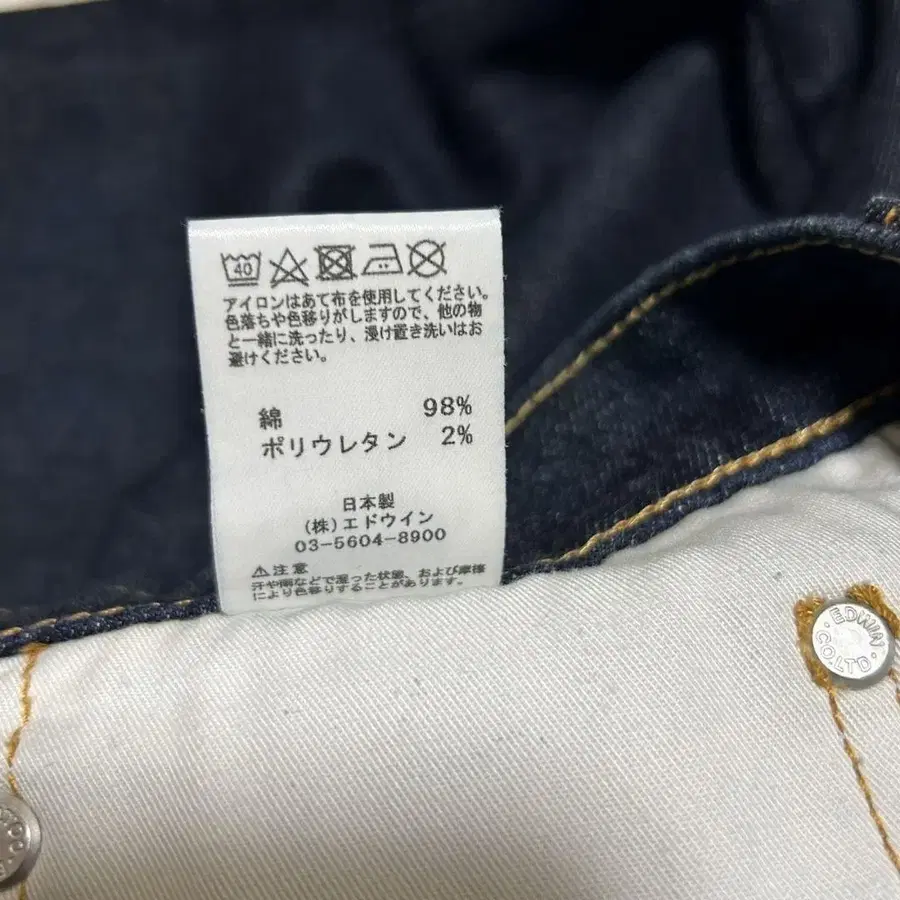 40
アイロンはあて布を使用してください。
色落ちや色移りがしますので、他の物
と一緒に洗ったり、浸け置き洗いはお
避けください。
綿 98%
ポリウレタン 2%
日本製
(株)エドウイン
03-5604-8900
⚠注意
汗や雨などで湿った状態、および摩擦
により色移りすることがあります。
EDWIN
CO.LTD